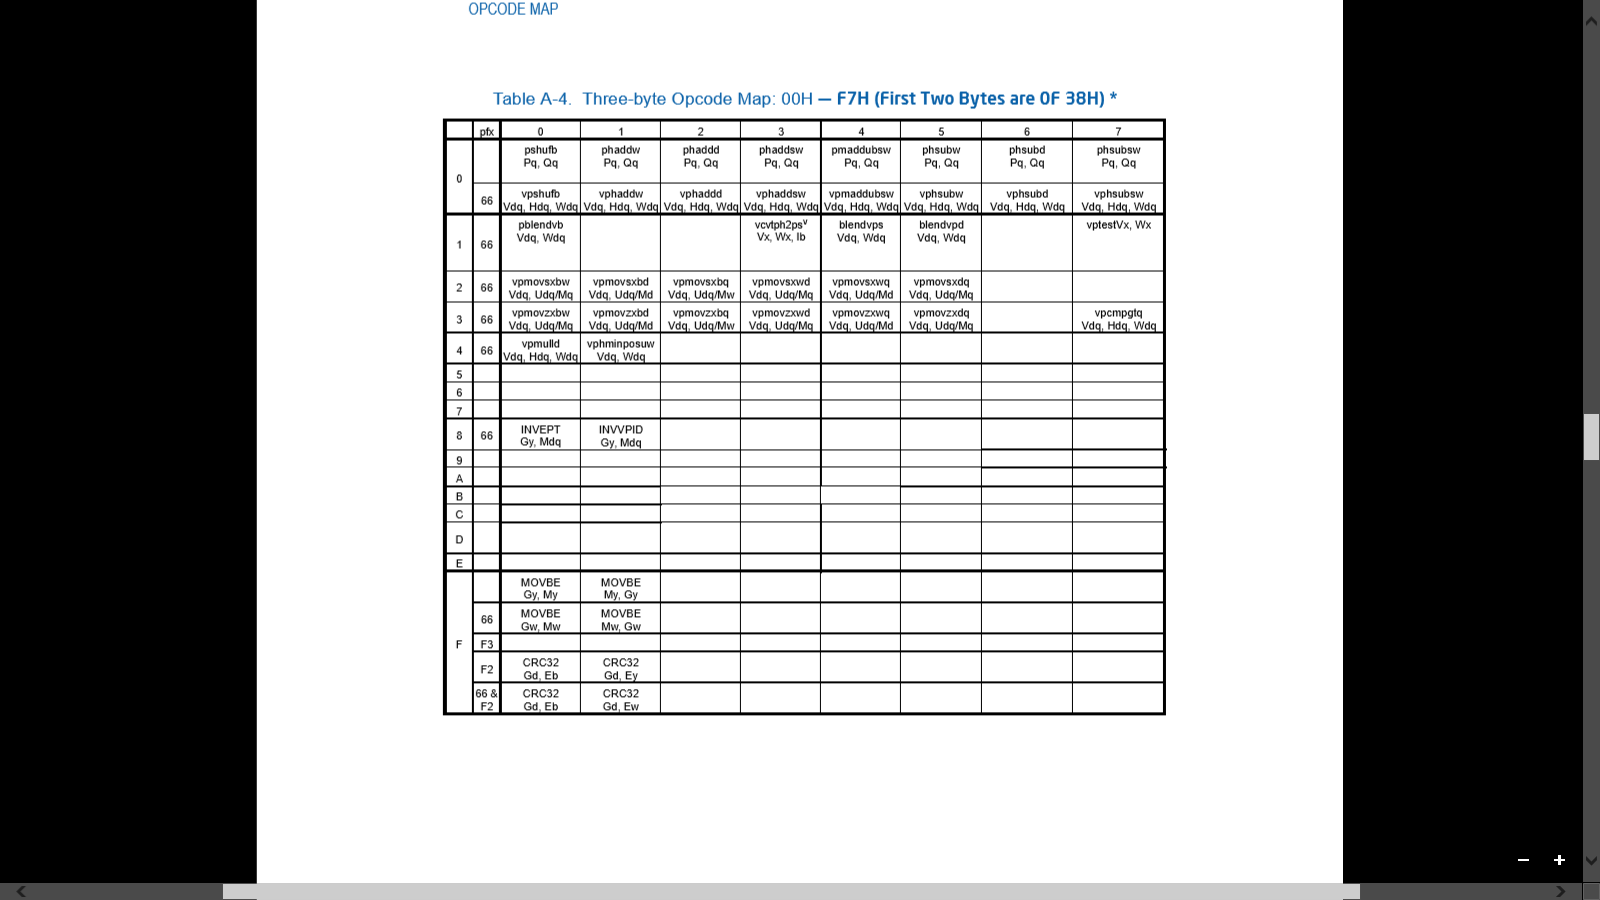 OPCODE MAP
Table A-4. Three-byte Opcode Map: 00H — F7H (First Two Bytes are 0F 38H) *
pfx 0 1 2 3 4 5 6 7
0
pshufb phaddw phaddd phaddsw pmaddubsw phsubw phsubd phsubsw
Pq, Qq Pq, Qq Pq, Qq Pq, Qq Pq, Qq Pq, Qq Pq, Qq Pq, Qq
66 vpshufb vphaddw vphaddd vphaddsw vpmaddubsw vphsubw vphsubd vphsubsw
Vdq, Hdq, Wdq Vdq, Hdq, Wdq Vdq, Hdq, Wdq Vdq, Hdq, Wdq Vdq, Hdq, Wdq Vdq, Hdq, Wdq Vdq, Hdq, Wdq Vdq, Hdq, Wdq
1 66 pblendvb vcvtph2psᵛ blendvps blendvpd vptestVx, Wx
Vdq, Wdq Vx, Wx, Ib Vdq, Wdq Vdq, Wdq
2 66 vpmovsxbw vpmovsxbd vpmovsxbq vpmovsxwd vpmovsxwq vpmovsxdq
Vdq, Udq/Mq Vdq, Udq/Md Vdq, Udq/Mw Vdq, Udq/Mq Vdq, Udq/Md Vdq, Udq/Mq
3 66 vpmovzxbw vpmovzxbd vpmovzxbq vpmovzxwd vpmovzxwq vpmovzxdq vpcmpgtq
Vdq, Udq/Mq Vdq, Udq/Md Vdq, Udq/Mw Vdq, Udq/Mq Vdq, Udq/Md Vdq, Udq/Mq Vdq, Hdq, Wdq
4 66 vpmulld vphminposuw
Vdq, Hdq, Wdq Vdq, Wdq
5
6
7
8 66 INVEPT INVVPID
Gy, Mdq Gy, Mdq
9
A
B
C
D
E
F
MOVBE MOVBE
Gy, My My, Gy
66 MOVBE MOVBE
Gw, Mw Mw, Gw
F3
F2 CRC32 CRC32
Gd, Eb Gd, Ey
66 & CRC32 CRC32
F2 Gd, Eb Gd, Ew